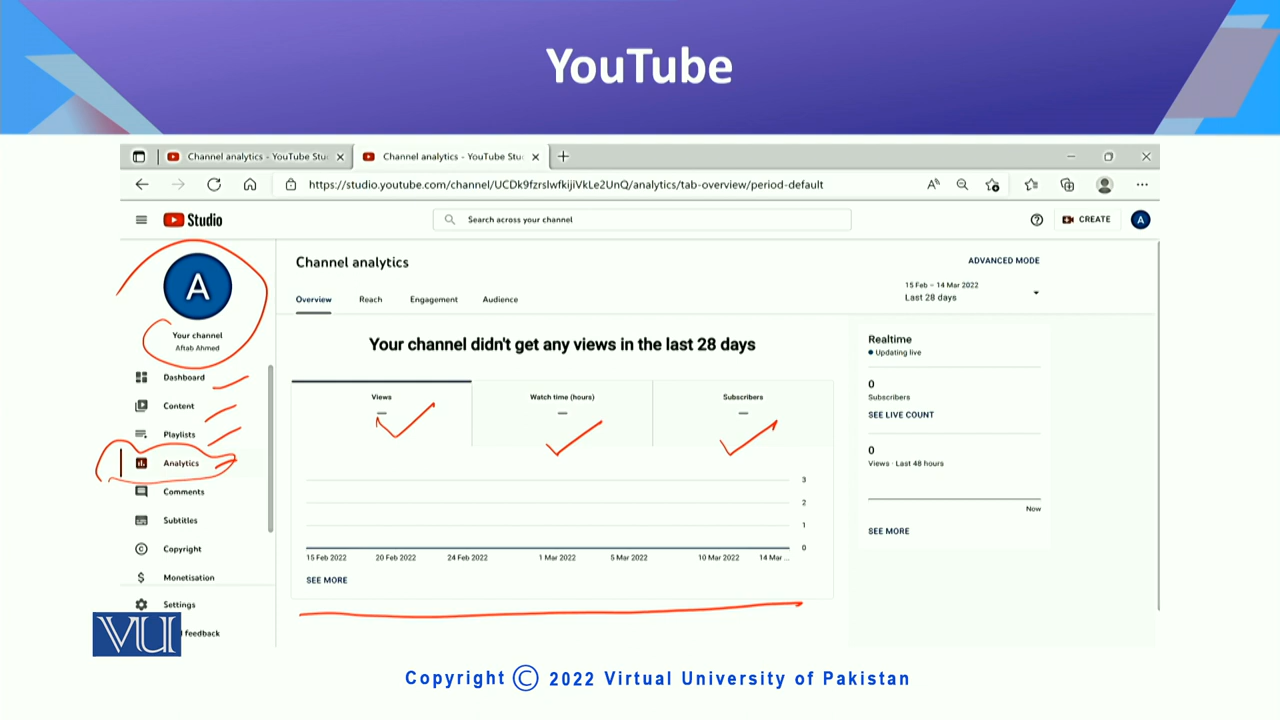 YouTube
Channel analytics - YouTube Stu
Channel analytics - YouTube Stu
https://studio.youtube.com/channel/UCDk9fzrslwfkijiVkLe2UnQ/analytics/tab-overview/period-default
Studio
Search across your channel
CREATE
A
A
Your channel
Aftab Ahmed
Dashboard
Content
Playlists
Analytics
Comments
Subtitles
Copyright
Monetisation
Settings
feedback
Channel analytics
ADVANCED MODE
Overview Reach Engagement Audience
15 Feb – 14 Mar 2022
Last 28 days
Your channel didn't get any views in the last 28 days
Views
—
Watch time (hours)
—
Subscribers
—
3
2
1
0
15 Feb 2022 20 Feb 2022 24 Feb 2022 1 Mar 2022 5 Mar 2022 10 Mar 2022 14 Mar ...
SEE MORE
Realtime
Updating live
0
Subscribers
SEE LIVE COUNT
0
Views · Last 48 hours
Now
SEE MORE
VU
Copyright © 2022 Virtual University of Pakistan